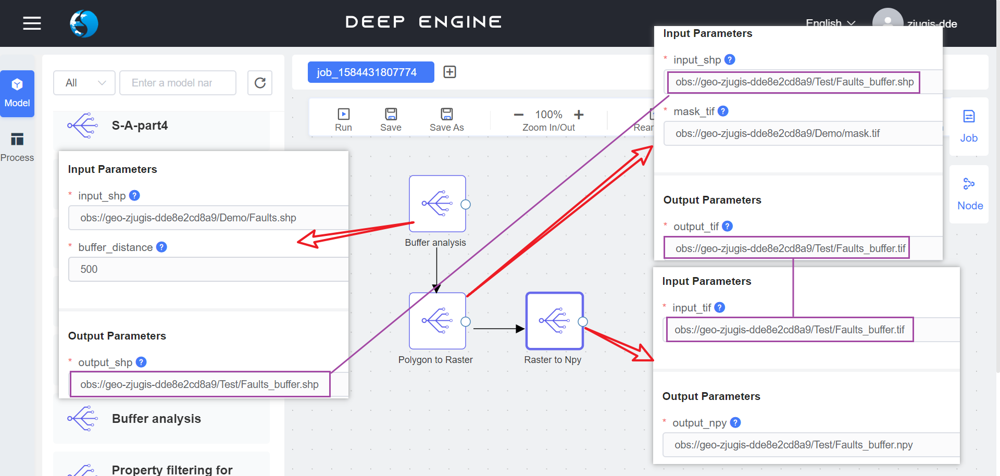 DEEP ENGINE
English
zjugis-dde
Model
Process
All
Enter a model nar
S-A-part4
Input Parameters
* input_shp ?
obs://geo-zjugis-dde8e2cd8a9/Demo/Faults.shp
* buffer_distance ?
500
Output Parameters
* output_shp ?
obs://geo-zjugis-dde8e2cd8a9/Test/Faults_buffer.shp
Buffer analysis
Property filtering for
job_1584431807774
Run
Save
Save As
100%
Zoom In/Out
Rear
Buffer analysis
Polygon to Raster
Raster to Npy
Input Parameters
* input_shp ?
obs://geo-zjugis-dde8e2cd8a9/Test/Faults_buffer.shp
* mask_tif ?
obs://geo-zjugis-dde8e2cd8a9/Demo/mask.tif
Output Parameters
* output_tif ?
obs://geo-zjugis-dde8e2cd8a9/Test/Faults_buffer.tif
Input Parameters
* input_tif ?
obs://geo-zjugis-dde8e2cd8a9/Test/Faults_buffer.tif
Output Parameters
* output_npy ?
obs://geo-zjugis-dde8e2cd8a9/Test/Faults_buffer.npy
Job
Node